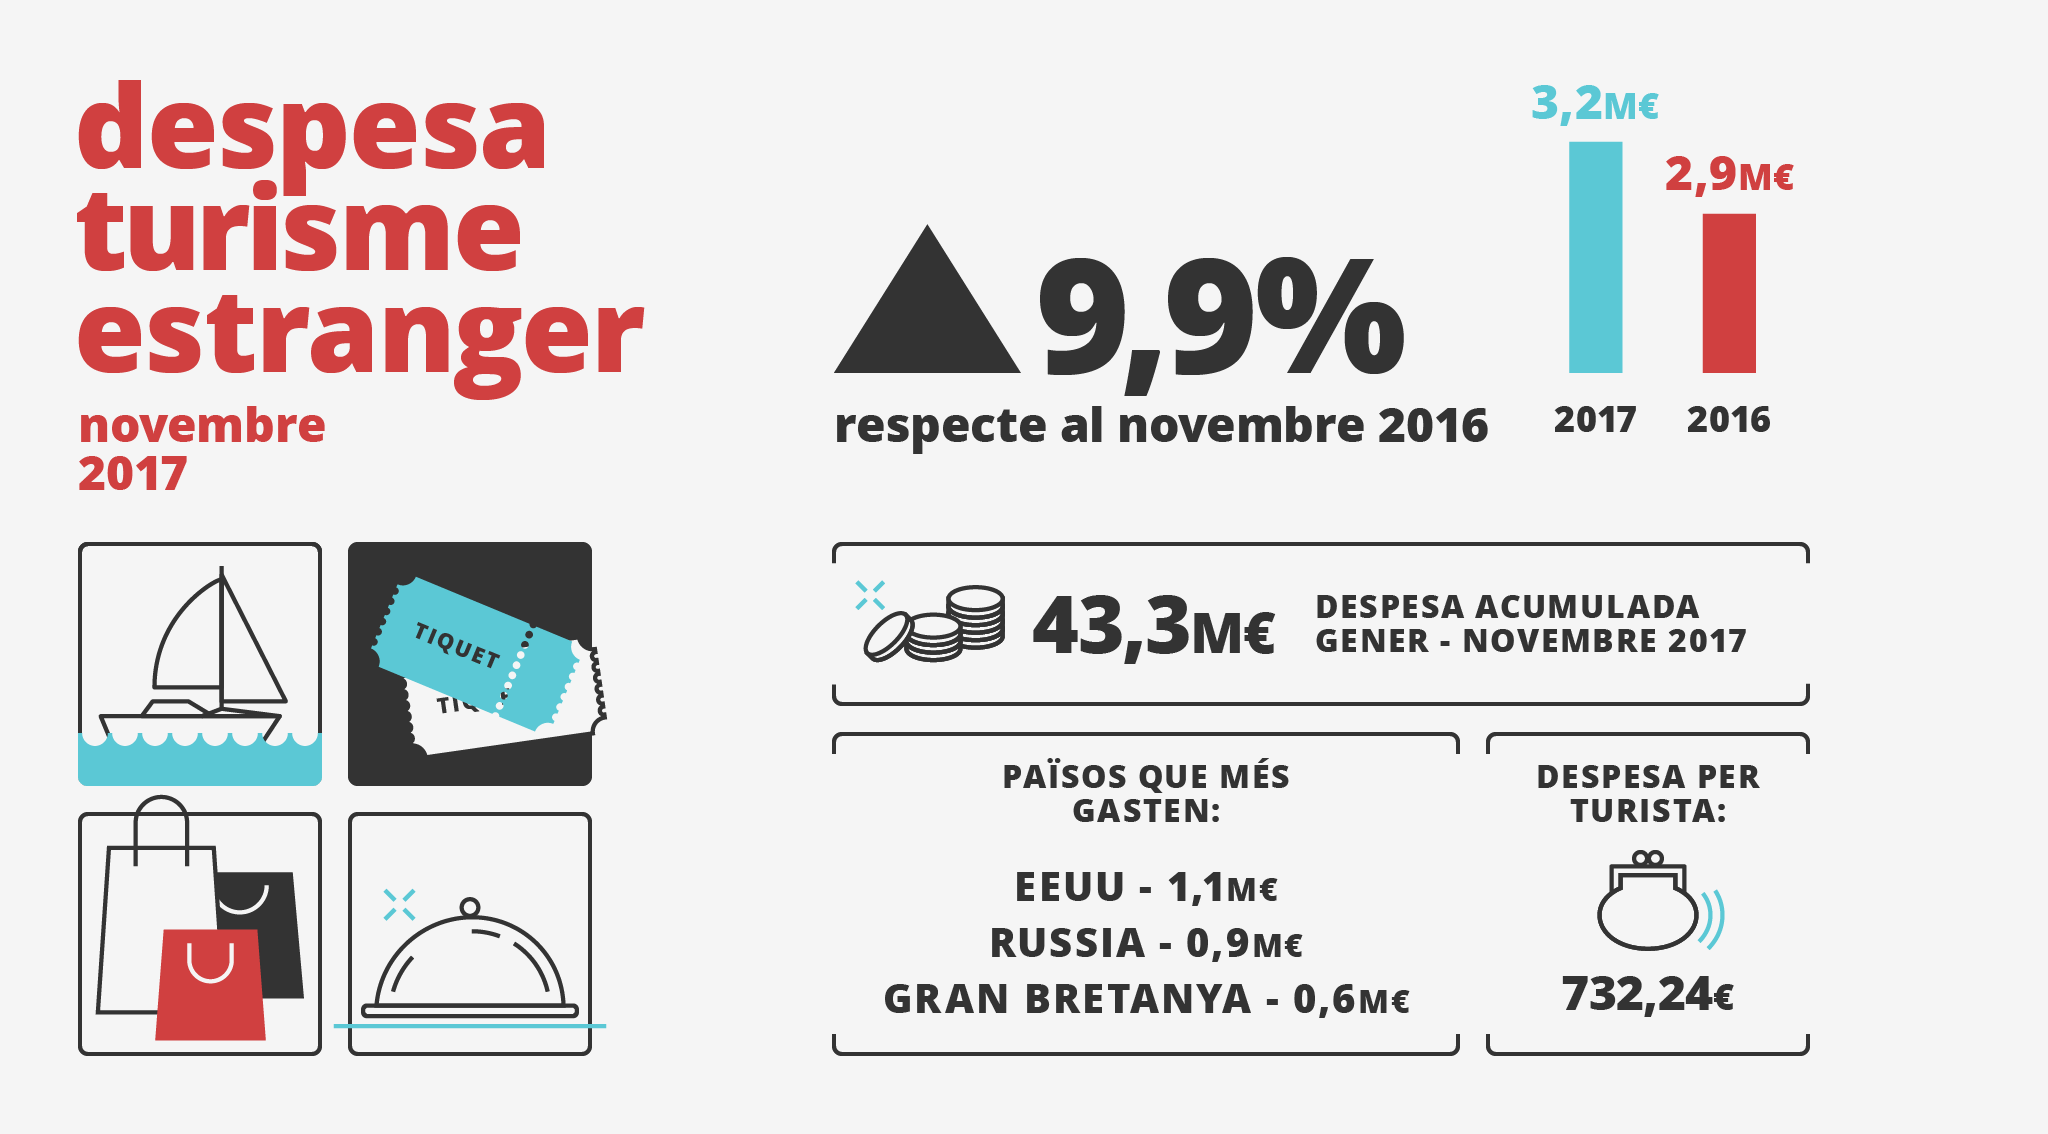 despesa
turisme
estranger
novembre
2017
9,9%
respecte al novembre 2016
3,2M€
2,9M€
2017
2016
TIQUET
TIQ
43,3M€
DESPESA ACUMULADA
GENER - NOVEMBRE 2017
PAÏSOS QUE MÉS
GASTEN:
EEUU - 1,1M€
RUSSIA - 0,9M€
GRAN BRETANYA - 0,6M€
DESPESA PER
TURISTA:
732,24€